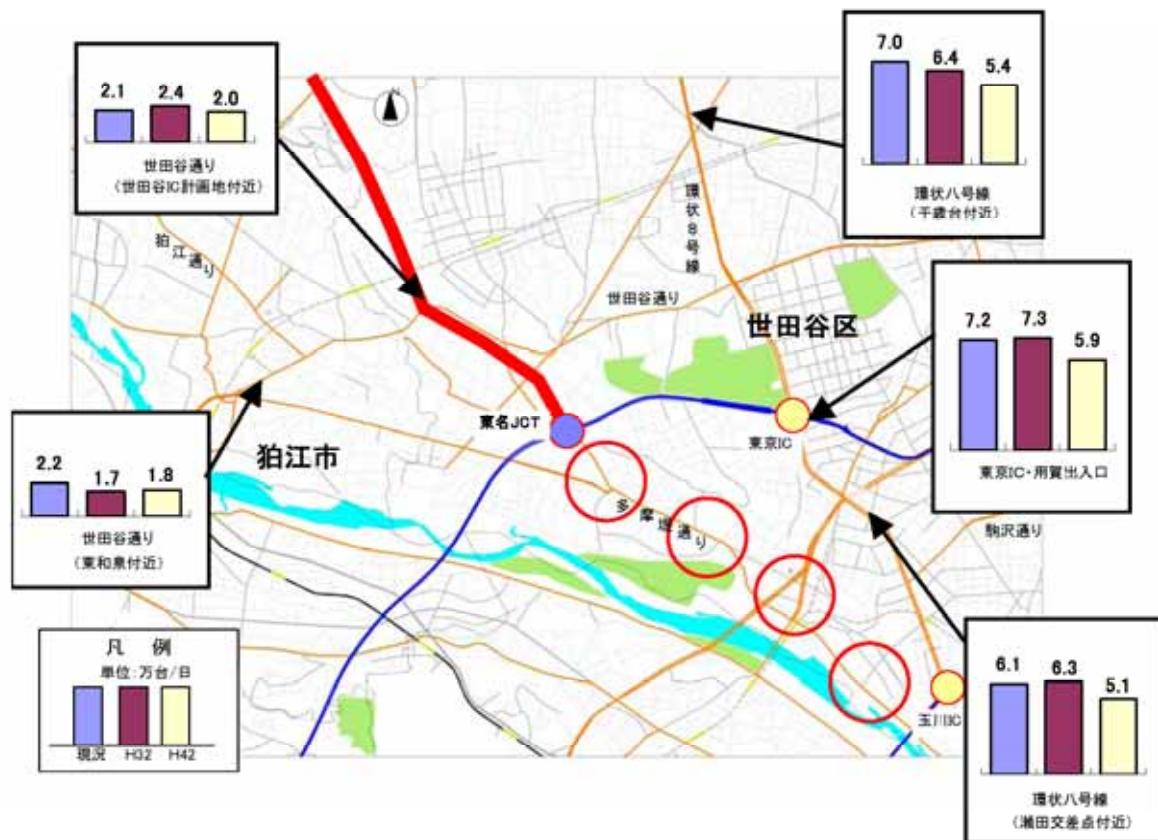 2.1 2.4 2.0
世田谷通り
(世田谷IC計画地付近)
7.0 6.4 5.4
環状八号線
(千歳台付近)
N
狛江通り
環状8号線
世田谷通り
世田谷区
7.2 7.3 5.9
東京IC・用賀出入口
東名JCT
東京IC
狛江市
2.2 1.7 1.8
世田谷通り
(東和泉付近)
多摩堤通り
駒沢通り
凡 例
単位:万台/日
現況 H32 H42
玉川IC
6.1 6.3 5.1
環状八号線
(瀬田交差点付近)